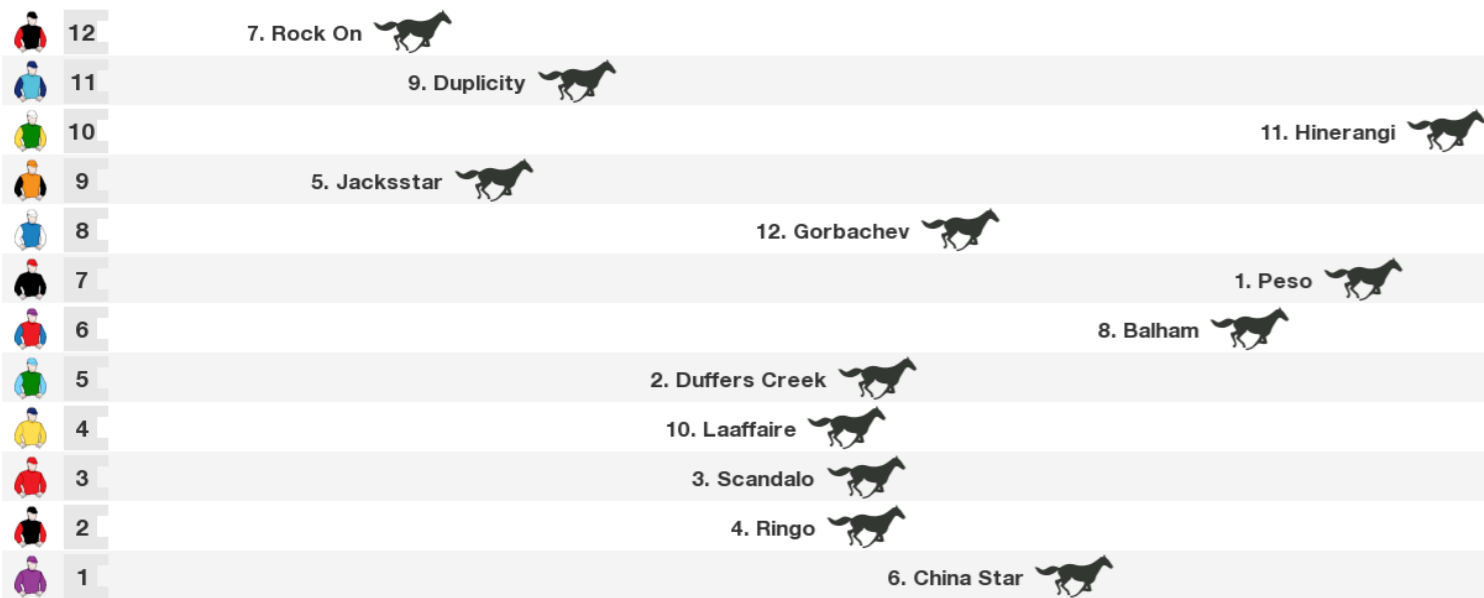 12 7. Rock On
11 9. Duplicity
10 11. Hinerangi
9 5. Jacksstar
8 12. Gorbachev
7 1. Peso
6 8. Balham
5 2. Duffers Creek
4 10. Laaffaire
3 3. Scandalo
2 4. Ringo
1 6. China Star